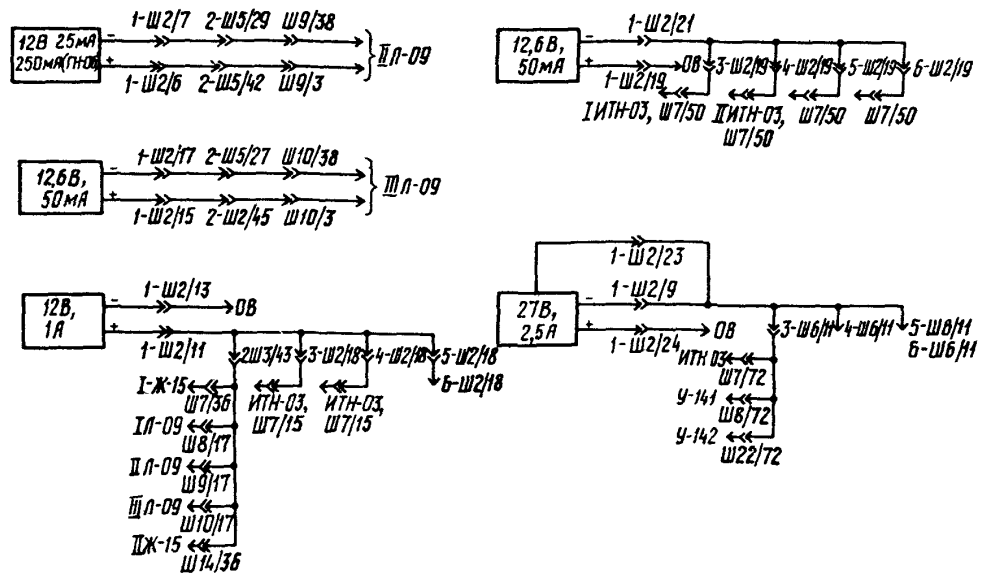 12В 25мА
250мА(ПН-06)
-
+
1-Ш2/7 2-Ш5/29 Ш9/38
1-Ш2/6 2-Ш5/42 Ш9/3
II Л-09
12,6В,
50мА
-
+
1-Ш2/21
1-Ш2/19
ОВ
3-Ш2/19 4-Ш2/19 5-Ш2/19 6-Ш2/19
I ИТН-03, Ш7/50
II ИТН-03,
Ш7/50
Ш7/50
Ш7/50
12,6В,
50мА
-
+
1-Ш2/17 2-Ш5/27 Ш10/38
1-Ш2/15 2-Ш2/45 Ш10/3
III Л-09
12В,
1А
-
+
1-Ш2/13
ОВ
1-Ш2/11
2Ш3/43 3-Ш2/18 4-Ш2/18 5-Ш2/18
6-Ш2/18
ИТН-03,
Ш7/15
ИТН-03,
Ш7/15
I-Ж-15
Ш7/36
I Л-09
Ш8/17
II Л-09
Ш9/17
III Л-09
Ш10/17
II Ж-15
Ш14/36
27В,
2,5А
-
+
1-Ш2/23
1-Ш2/9
ОВ
1-Ш2/24
3-Ш6/11 4-Ш6/11 5-Ш8/11
6-Ш6/11
ИТН 03
Ш7/72
У-141
Ш8/72
У-142
Ш22/72